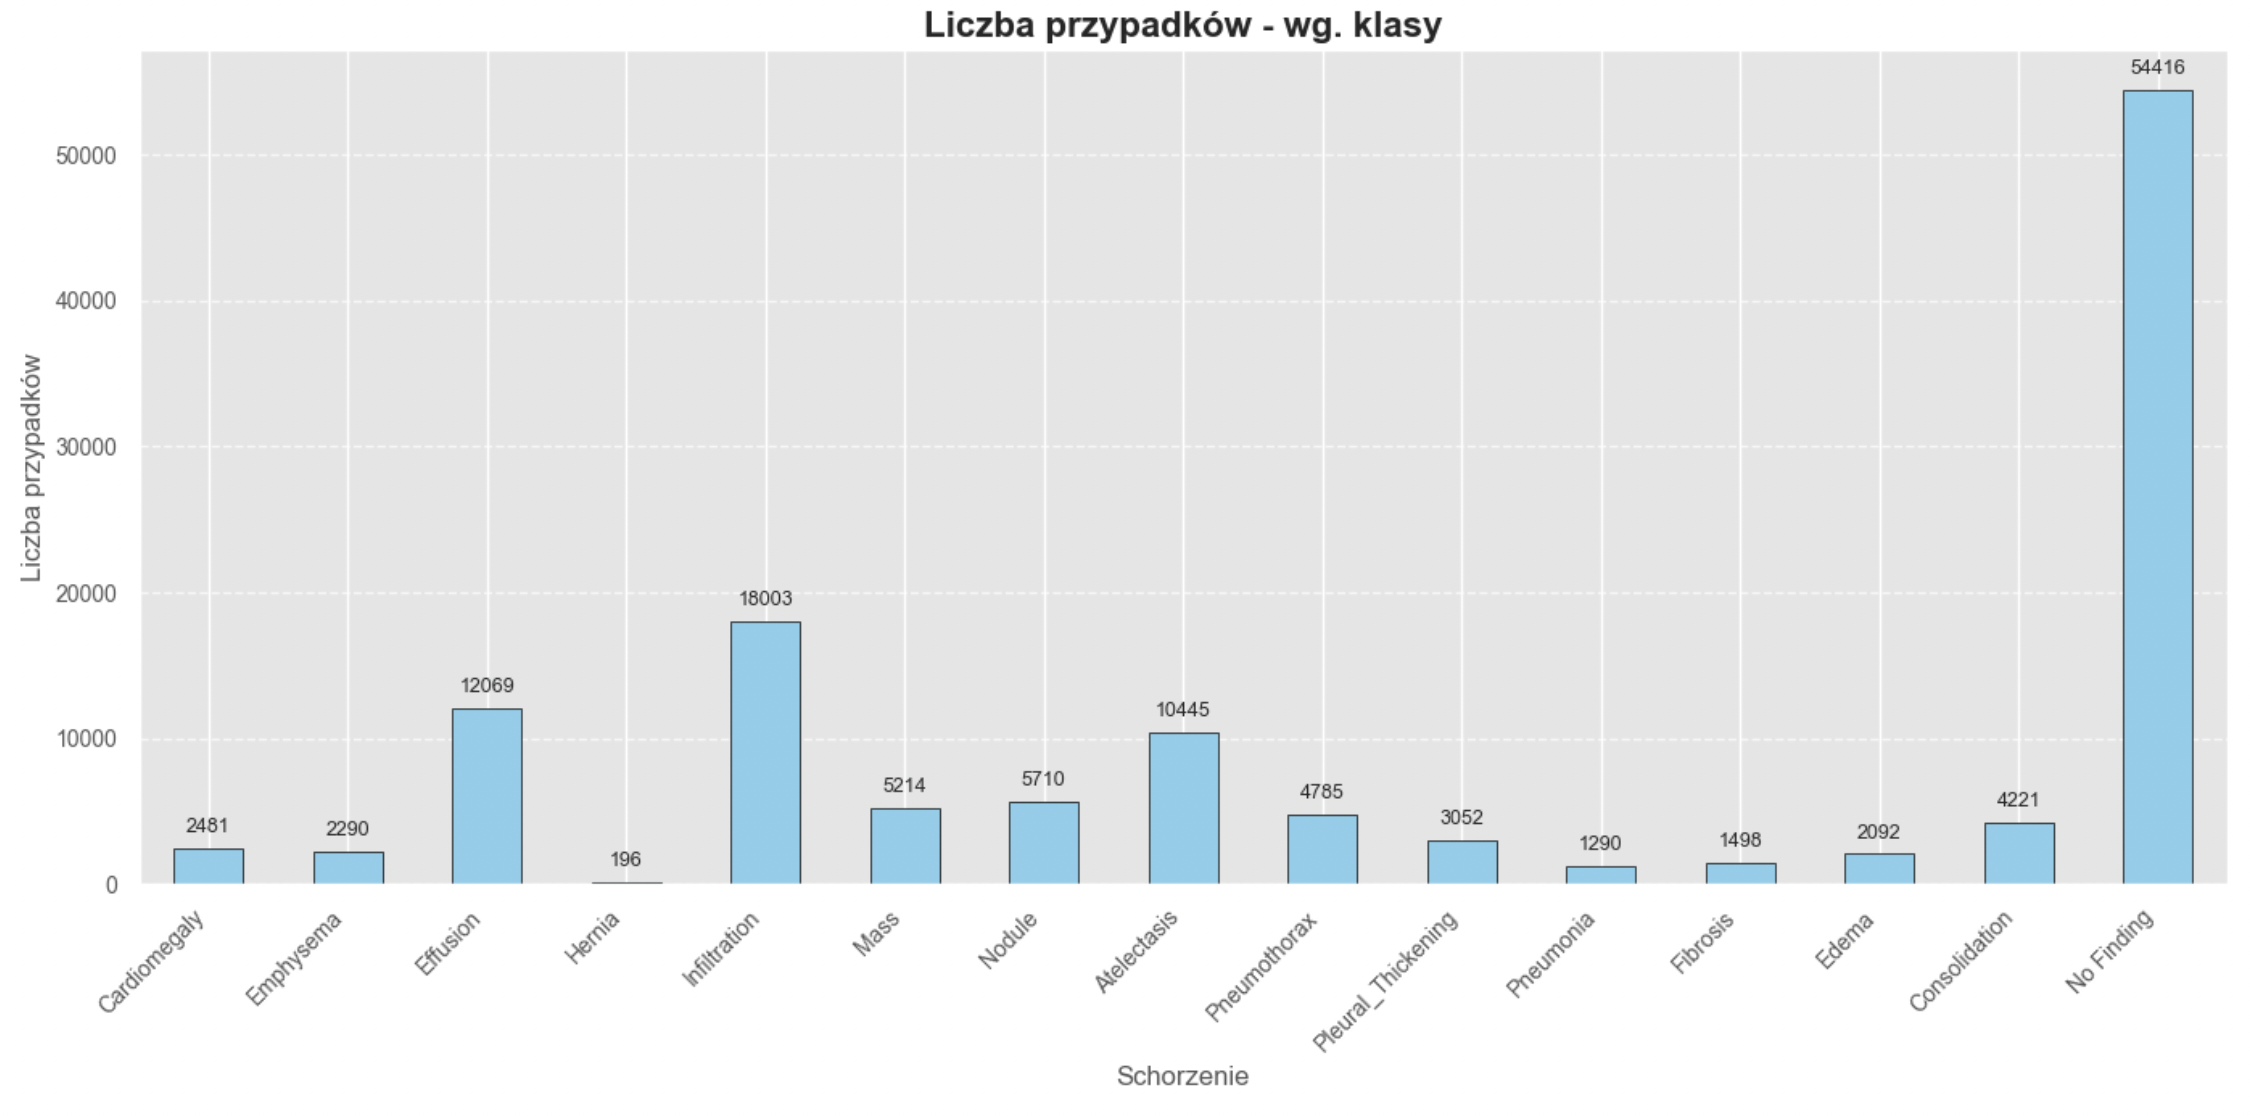 Liczba przypadków - wg. klasy
Liczba przypadków
50000
40000
30000
20000
10000
0
2481
2290
12069
196
18003
5214
5710
10445
4785
3052
1290
1498
2092
4221
54416
Cardiomegaly
Emphysema
Effusion
Hernia
Infiltration
Mass
Nodule
Atelectasis
Pneumothorax
Pleural_Thickening
Pneumonia
Fibrosis
Edema
Consolidation
No Finding
Schorzenie